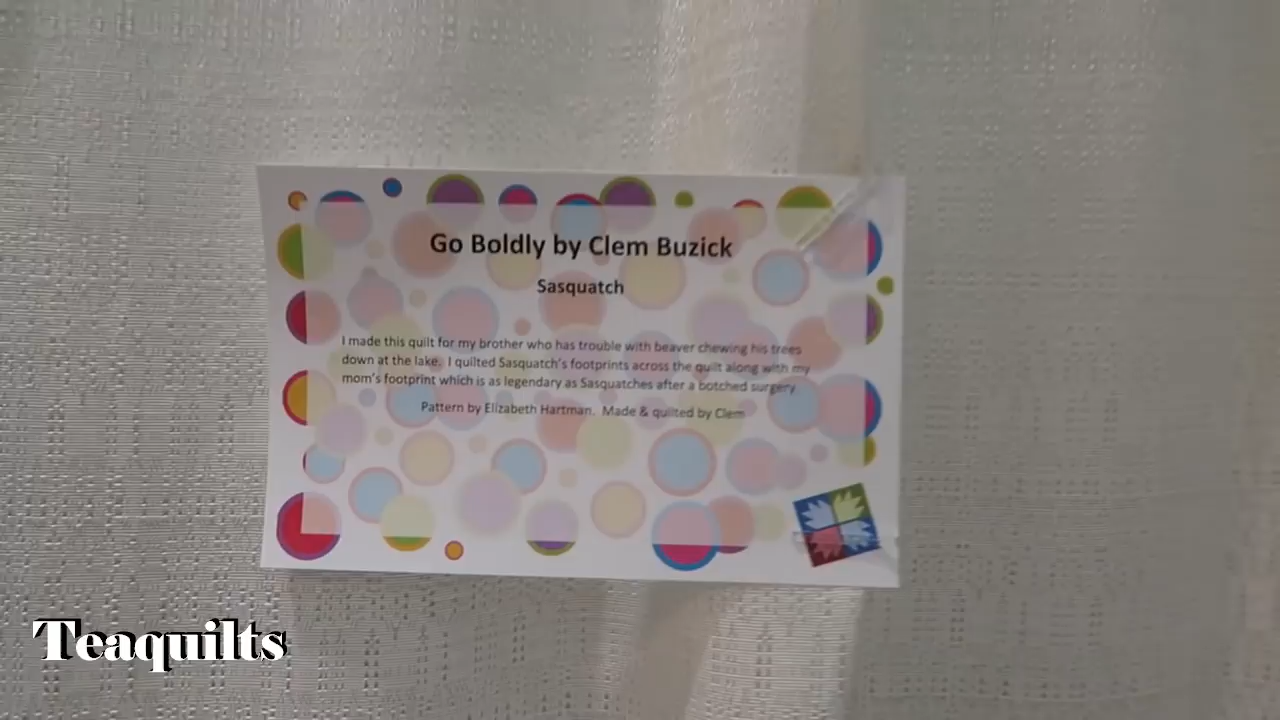 Go Boldly by Clem Buzick
Sasquatch
I made this quilt for my brother who has trouble with beaver chewing his trees
down at the lake. I quilted Sasquatch's footprints across the quilt along with my
mom's footprint which is as legendary as Sasquatches after a botched surgery
Pattern by Elizabeth Hartman. Made & quilted by Clem
Teaquilts